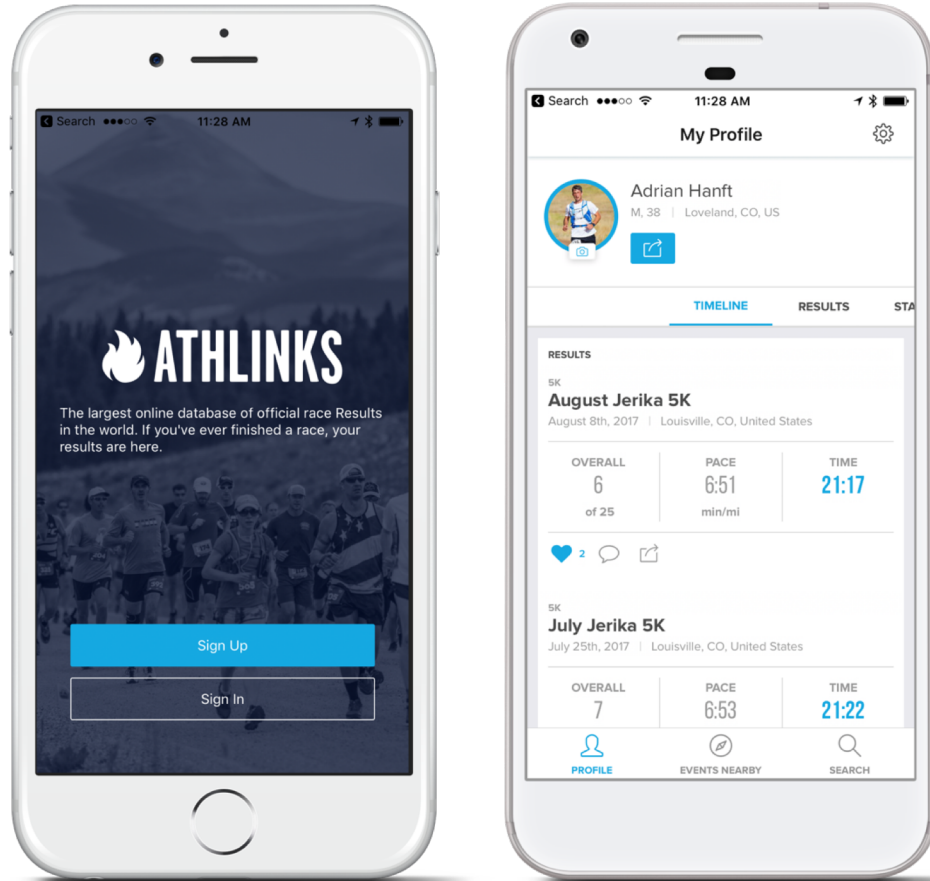 Search
11:28 AM
ATHLINKS
The largest online database of official race Results
in the world. If you've ever finished a race, your
results are here.
Sign Up
Sign In
Search
11:28 AM
My Profile
Adrian Hanft
M, 38 | Loveland, CO, US
TIMELINE RESULTS STA
RESULTS
5K
August Jerika 5K
August 8th, 2017 | Louisville, CO, United States
OVERALL PACE TIME
6 6:51 21:17
of 25 min/mi
2
5K
July Jerika 5K
July 25th, 2017 | Louisville, CO, United States
OVERALL PACE TIME
7 6:53 21:22
PROFILE EVENTS NEARBY SEARCH